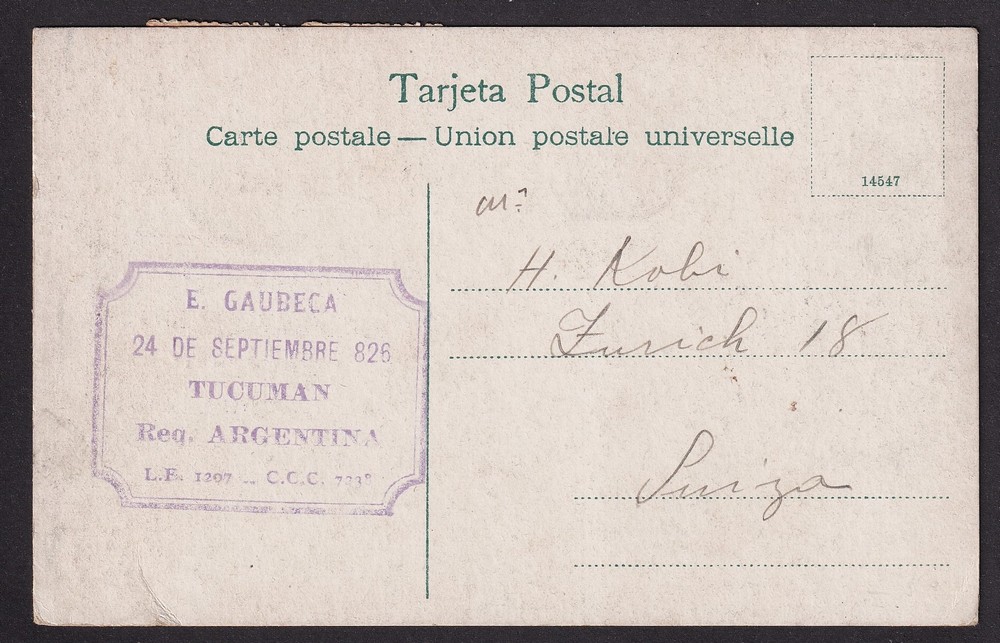 Tarjeta Postal
Carte postale — Union postale universelle
14547
E. GAUBECA
24 DE SEPTIEMBRE 826
TUCUMAN
Rep. ARGENTINA
L.E. 1297 .. C.C.C.
H. Kobi
Zurich 18
Suiza